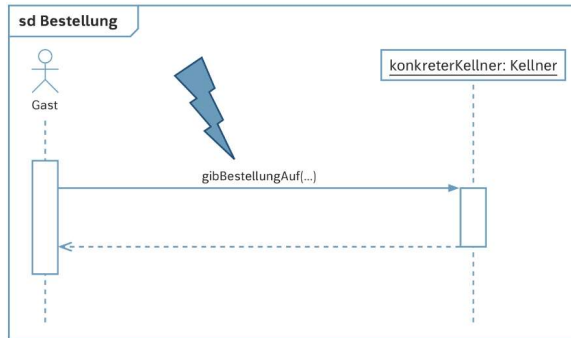 sd Bestellung
Gast
konkreterKellner: Kellner
gibBestellungAuf(...)